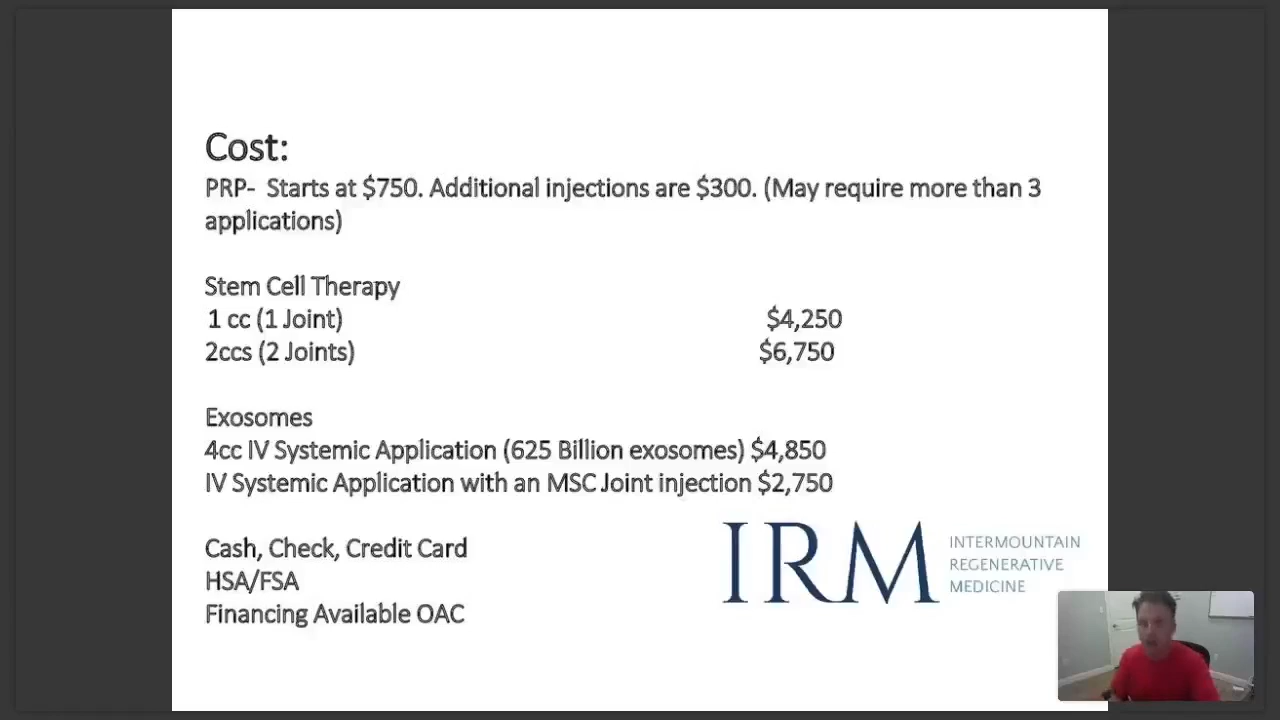 Cost:
PRP- Starts at $750. Additional injections are $300. (May require more than 3
applications)
Stem Cell Therapy
1 cc (1 Joint) $4,250
2ccs (2 Joints) $6,750
Exosomes
4cc IV Systemic Application (625 Billion exosomes) $4,850
IV Systemic Application with an MSC Joint injection $2,750
Cash, Check, Credit Card
HSA/FSA
Financing Available OAC
IRM
INTERMOUNTAIN
REGENERATIVE
MEDICINE